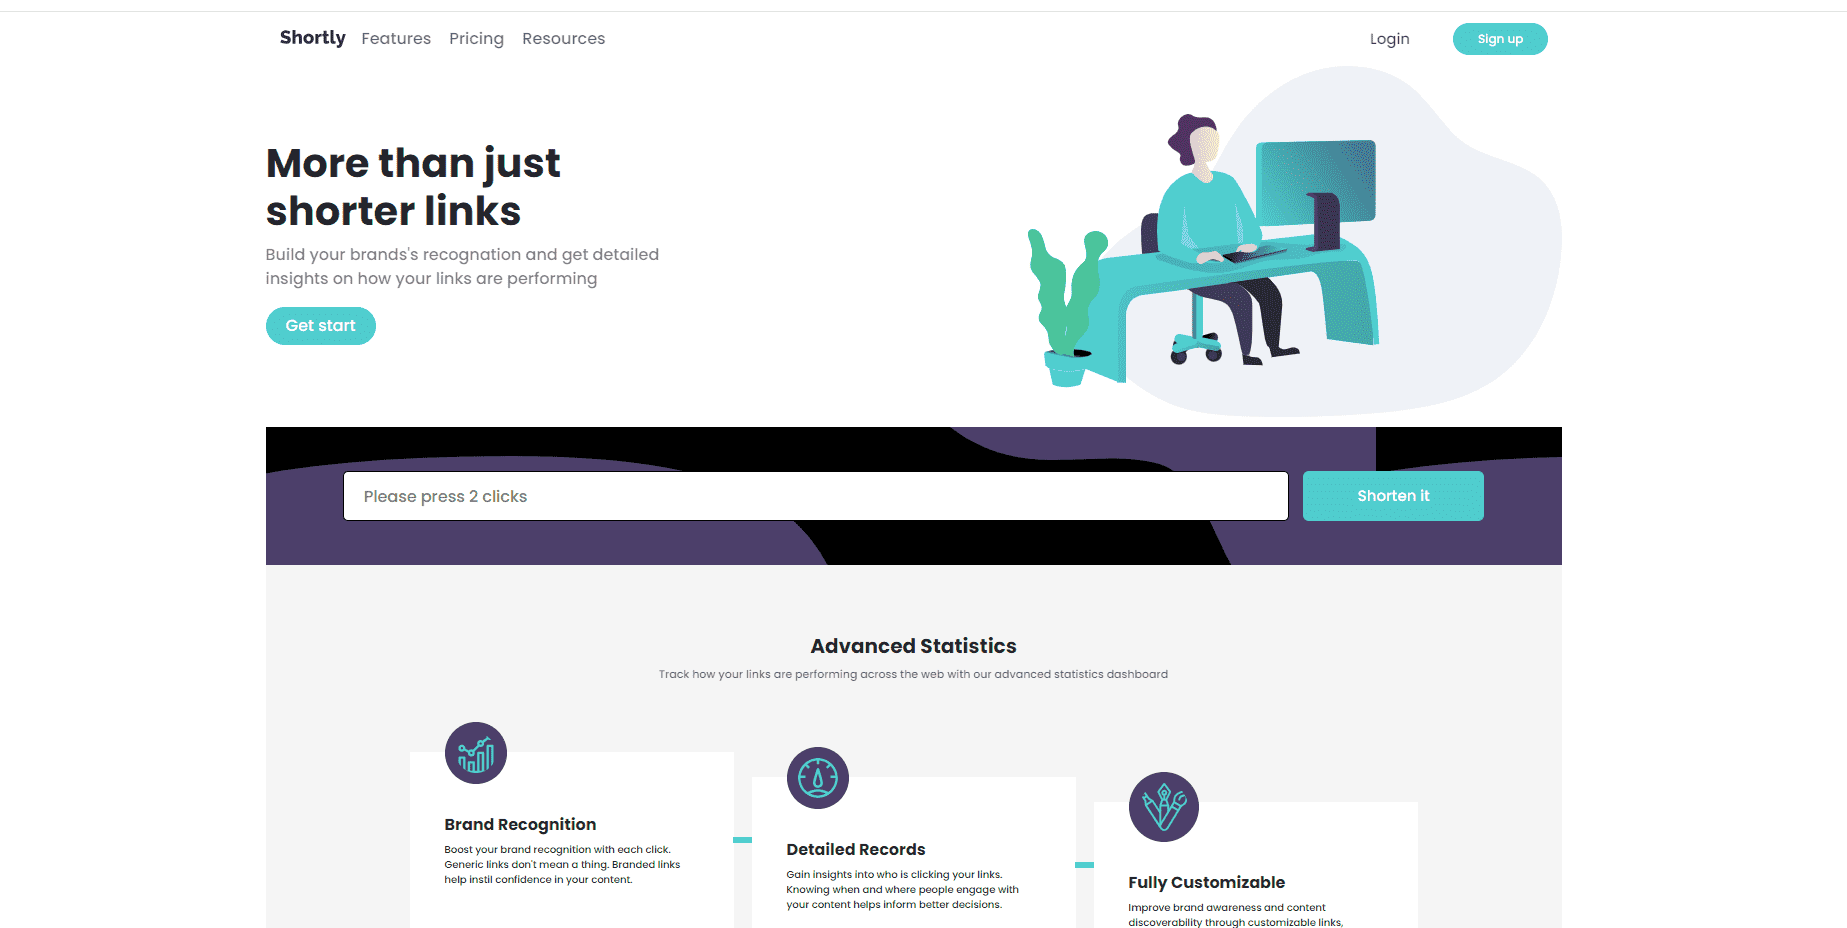 Shortly Features Pricing Resources Login Sign up
More than just
shorter links
Build your brands's recognation and get detailed
insights on how your links are performing
Get start
Please press 2 clicks Shorten it
Advanced Statistics
Track how your links are performing across the web with our advanced statistics dashboard
Brand Recognition
Boost your brand recognition with each click.
Generic links don't mean a thing. Branded links
help instil confidence in your content.
Detailed Records
Gain insights into who is clicking your links.
Knowing when and where people engage with
your content helps inform better decisions.
Fully Customizable
Improve brand awareness and content
discoverability through customizable links,